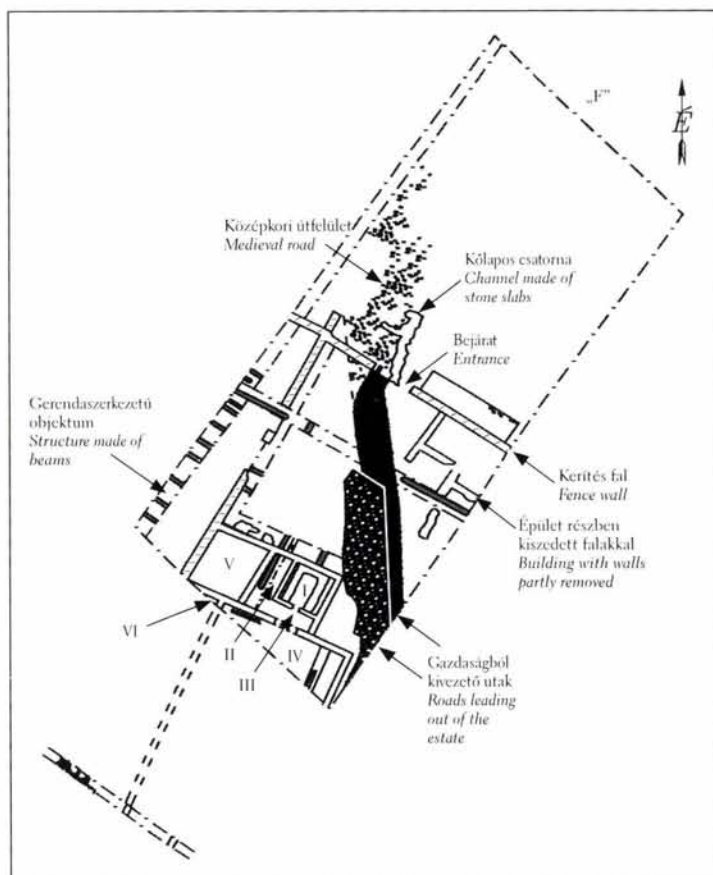 „F”
É
Középkori útfelület
Medieval road
Kőlapos csatorna
Channel made of
stone slabs
Bejárat
Entrance
Gerendaszerkezetű
objektum
Structure made of
beams
Kerítés fal
Fence wall
Épület részben
kiszedett falakkal
Building with walls
partly removed
V
I
VI
II
III
IV
Gazdaságból
kivezető utak
Roads leading
out of the
estate